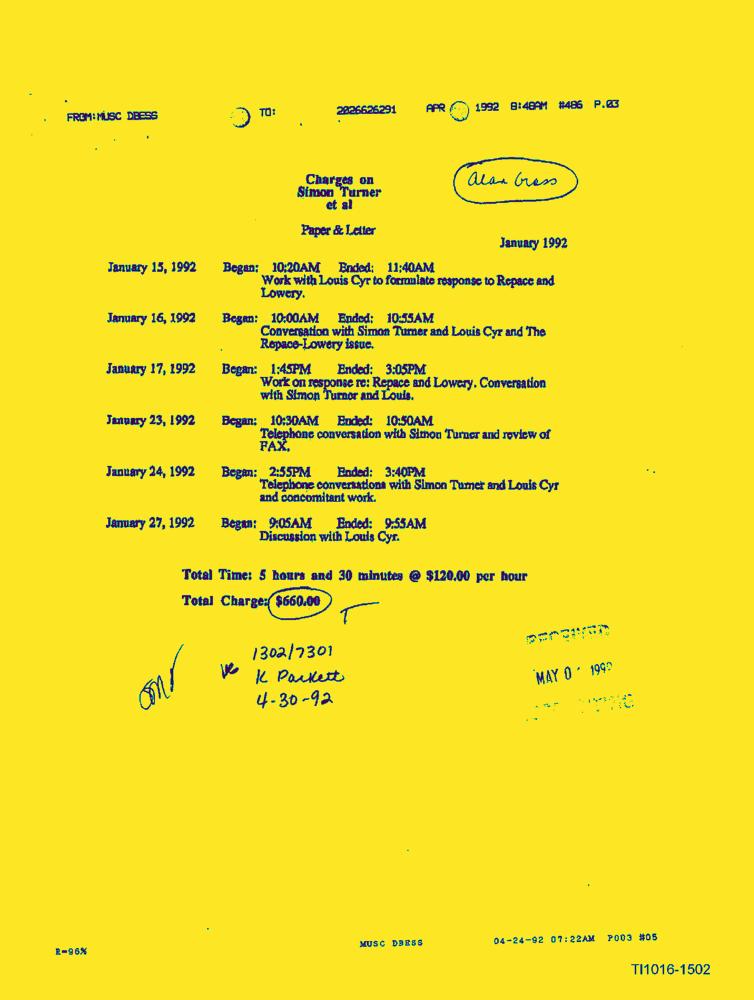 FROM: MUSC DBESS TO: 2026626291 APR 1992 8:48AM #486 P.03
Charges on
Simon Turner
et al
Alan Gross
Paper & Letter
January 1992
January 15, 1992 Began: 10:20AM Ended: 11:40AM
Work with Louis Cyr to formulate response to Repace and
Lowery.
January 16, 1992 Began: 10:00AM Ended: 10:55AM
Conversation with Simon Turner and Louis Cyr and The
Repace-Lowery issue.
January 17, 1992 Began: 1:45PM Ended: 3:05PM
Work on response re: Repace and Lowery. Conversation
with Simon Turner and Louis.
January 23, 1992 Began: 10:30AM Ended: 10:50AM
Telephone conversation with Simon Turner and review of
FAX.
January 24, 1992 Began: 2:55PM Ended: 3:40PM
Telephone conversations with Simon Turner and Louis Cyr
and concomitant work.
January 27, 1992 Began: 9:05AM Ended: 9:55AM
Discussion with Louis Cyr.
Total Time: 5 hours and 30 minutes @ $120.00 per hour
Total Charge: $660.00
1302/7301
K Parkett
4-30-92
RECEIVED
MAY 0 1992
R=96% MUSC DBESS 04-24-92 07:22AM P003 #05
TI1016-1502